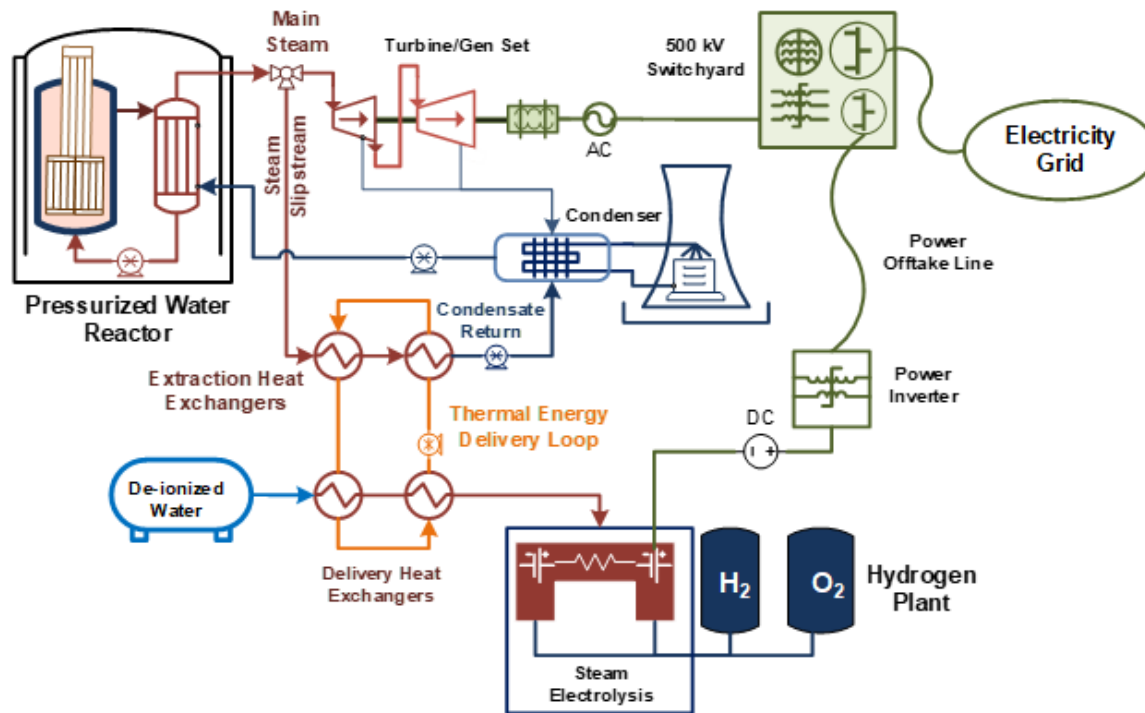 Main
Steam
Turbine/Gen Set
500 kV
Switchyard
AC
Electricity
Grid
Steam
Slipstream
Condenser
Power
Offtake Line
Pressurized Water
Reactor
Condensate
Return
Extraction Heat
Exchangers
Power
Inverter
Thermal Energy
Delivery Loop
DC
De-ionized
Water
Delivery Heat
Exchangers
H₂
O₂
Hydrogen
Plant
Steam
Electrolysis